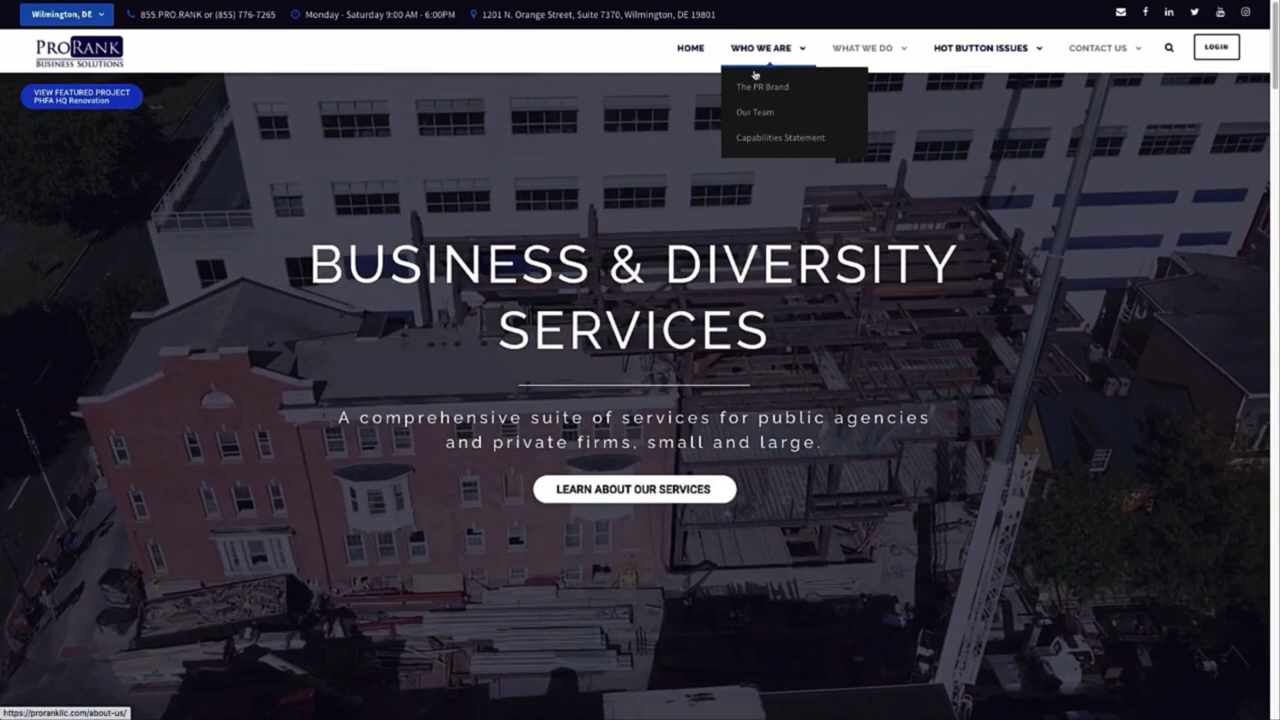 Wilmington, DE
855.PRO.RANK or (855) 776-7265
Monday - Saturday 9:00 AM - 6:00PM
1201 N. Orange Street, Suite 7370, Wilmington, DE 19801
PRORANK
BUSINESS SOLUTIONS
HOME
WHO WE ARE
WHAT WE DO
HOT BUTTON ISSUES
CONTACT US
LOGIN
The PR Brand
Our Team
Capabilities Statement
VIEW FEATURED PROJECT
PHFA HQ Renovation
BUSINESS & DIVERSITY
SERVICES
A comprehensive suite of services for public agencies
and private firms, small and large.
LEARN ABOUT OUR SERVICES
https://prorankllc.com/about-us/